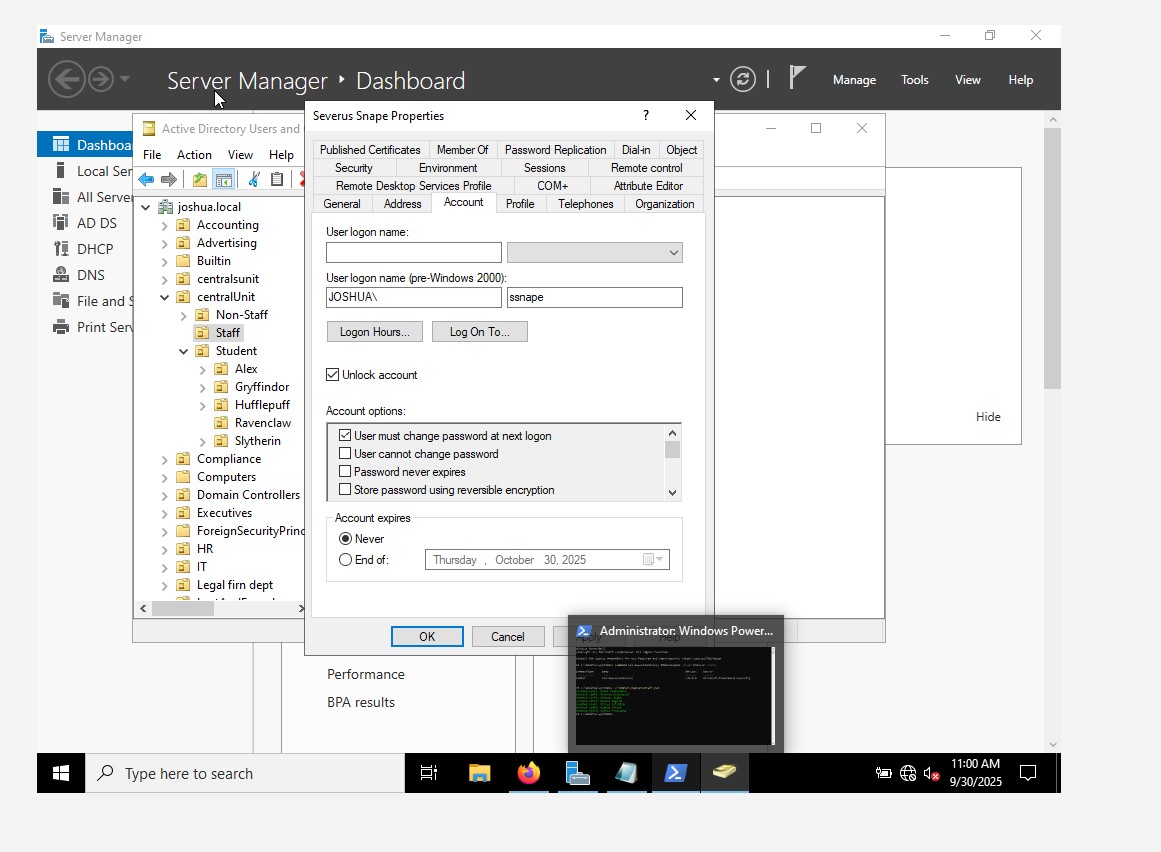 Server Manager
Server Manager • Dashboard
Manage Tools View Help
Dashboa
Local Ser
All Server
AD DS
DHCP
DNS
File and S
Print Serv
Active Directory Users and
File Action View Help
joshua.local
Accounting
Advertising
Builtin
centralsunit
centralUnit
Non-Staff
Staff
Student
Alex
Gryffindor
Hufflepuff
Ravenclaw
Slytherin
Compliance
Computers
Domain Controllers
Executives
ForeignSecurityPrinc
HR
IT
Legal firn dept
Severus Snape Properties
?
Published Certificates Member Of Password Replication Dial-in Object
Security Environment Sessions Remote control
Remote Desktop Services Profile COM+ Attribute Editor
General Address Account Profile Telephones Organization
User logon name:
User logon name (pre-Windows 2000):
JOSHUA\ ssnape
Logon Hours... Log On To...
Unlock account
Account options:
User must change password at next logon
User cannot change password
Password never expires
Store password using reversible encryption
Account expires
Never
End of: Thursday , October 30, 2025
OK Cancel Apply Help
Hide
Performance
BPA results
Administrator: Windows Power...
Type here to search
11:00 AM
9/30/2025